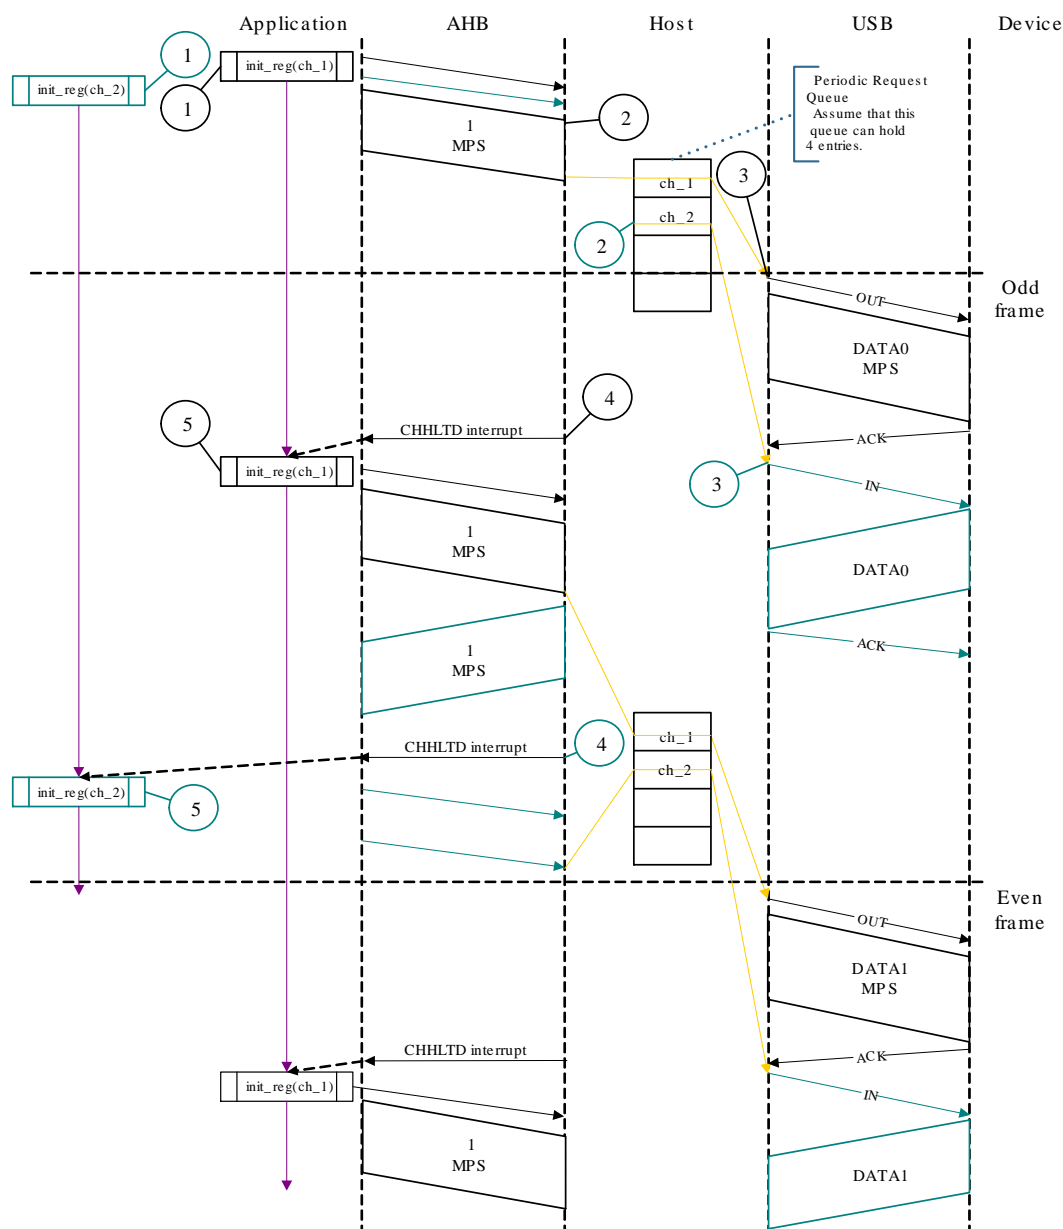 Application AHB Host USB Device
1
init_reg(ch_1)
init_reg(ch_2)
1
Periodic Request
Queue
Assume that this
queue can hold
4 entries.
1
MPS
2
3
ch_1
ch_2
2
Odd
frame
OUT
DATA0
MPS
4
5
CHHLTD interrupt
ACK
init_reg(ch_1)
3
IN
1
MPS
DATA0
1
MPS
ACK
ch_1
4
CHHLTD interrupt
ch_2
init_reg(ch_2)
5
Even
frame
OUT
DATA1
MPS
CHHLTD interrupt
ACK
init_reg(ch_1)
IN
1
MPS
DATA1